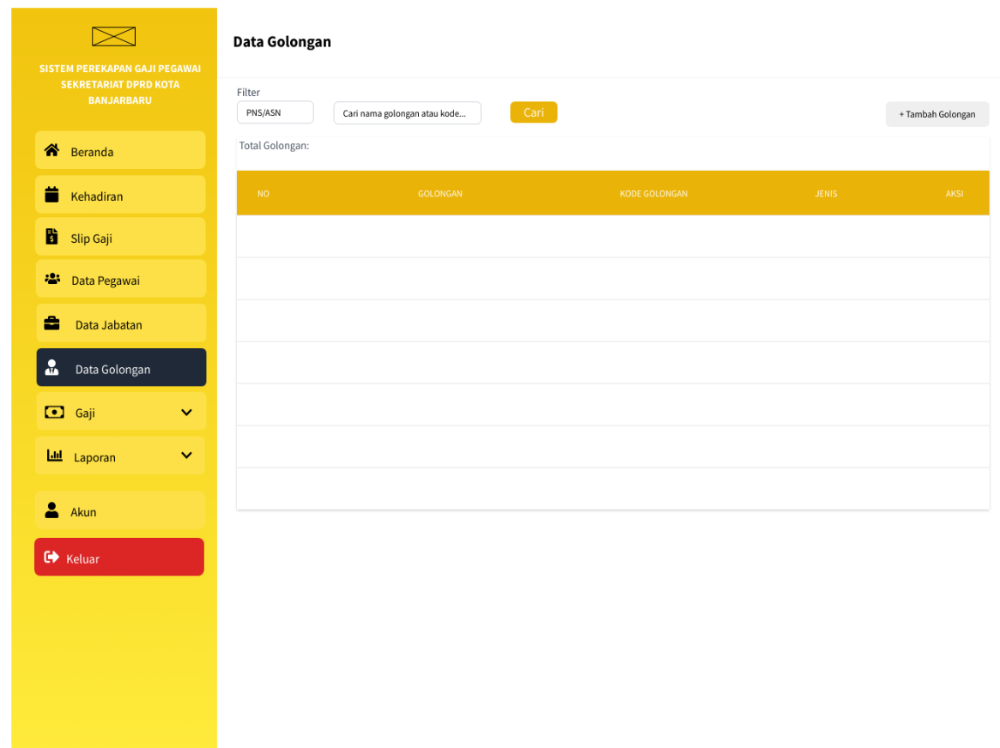 SISTEM PEREKAPAN GAJI PEGAWAI
SEKRETARIAT DPRD KOTA
BANJARBARU
Beranda
Kehadiran
Slip Gaji
Data Pegawai
Data Jabatan
Data Golongan
Gaji
Laporan
Akun
Keluar
Data Golongan
Filter
PNS/ASN
Cari nama golongan atau kode...
Cari
+ Tambah Golongan
Total Golongan:
NO GOLONGAN KODE GOLONGAN JENIS AKSI